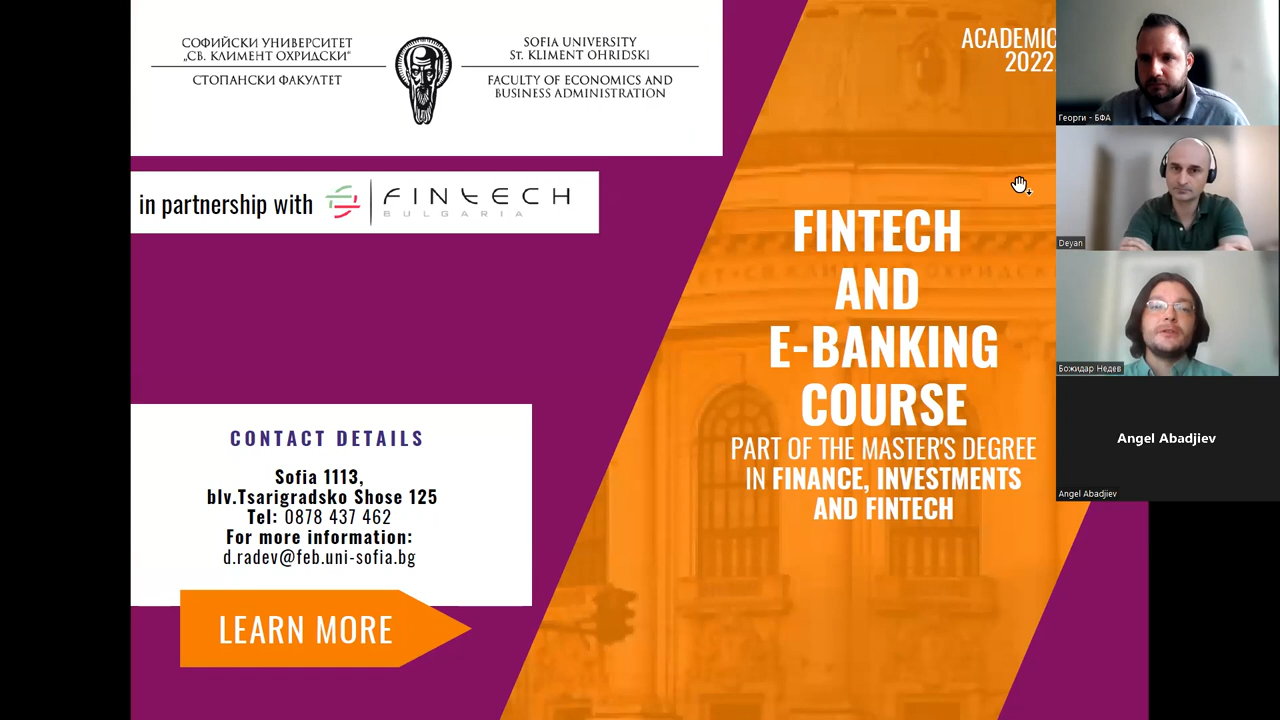 СОФИЙСКИ УНИВЕРСИТЕТ
„СВ. КЛИМЕНТ ОХРИДСКИ“
СТОПАНСКИ ФАКУЛТЕТ
SOFIA UNIVERSITY
ST. KLIMENT OHRIDSKI
FACULTY OF ECONOMICS AND
BUSINESS ADMINISTRATION
in partnership with
FINTECH
BULGARIA
CONTACT DETAILS
Sofia 1113,
blv.Tsarigradsko Shose 125
Tel: 0878 437 462
For more information:
d.radev@feb.uni-sofia.bg
LEARN MORE
ACADEMIC
2022
FINTECH
AND
E-BANKING
COURSE
PART OF THE MASTER'S DEGREE
IN FINANCE, INVESTMENTS
AND FINTECH
Георги - БФА
Deyan
Божидар Недев
Angel Abadjiev
Angel Abadjiev